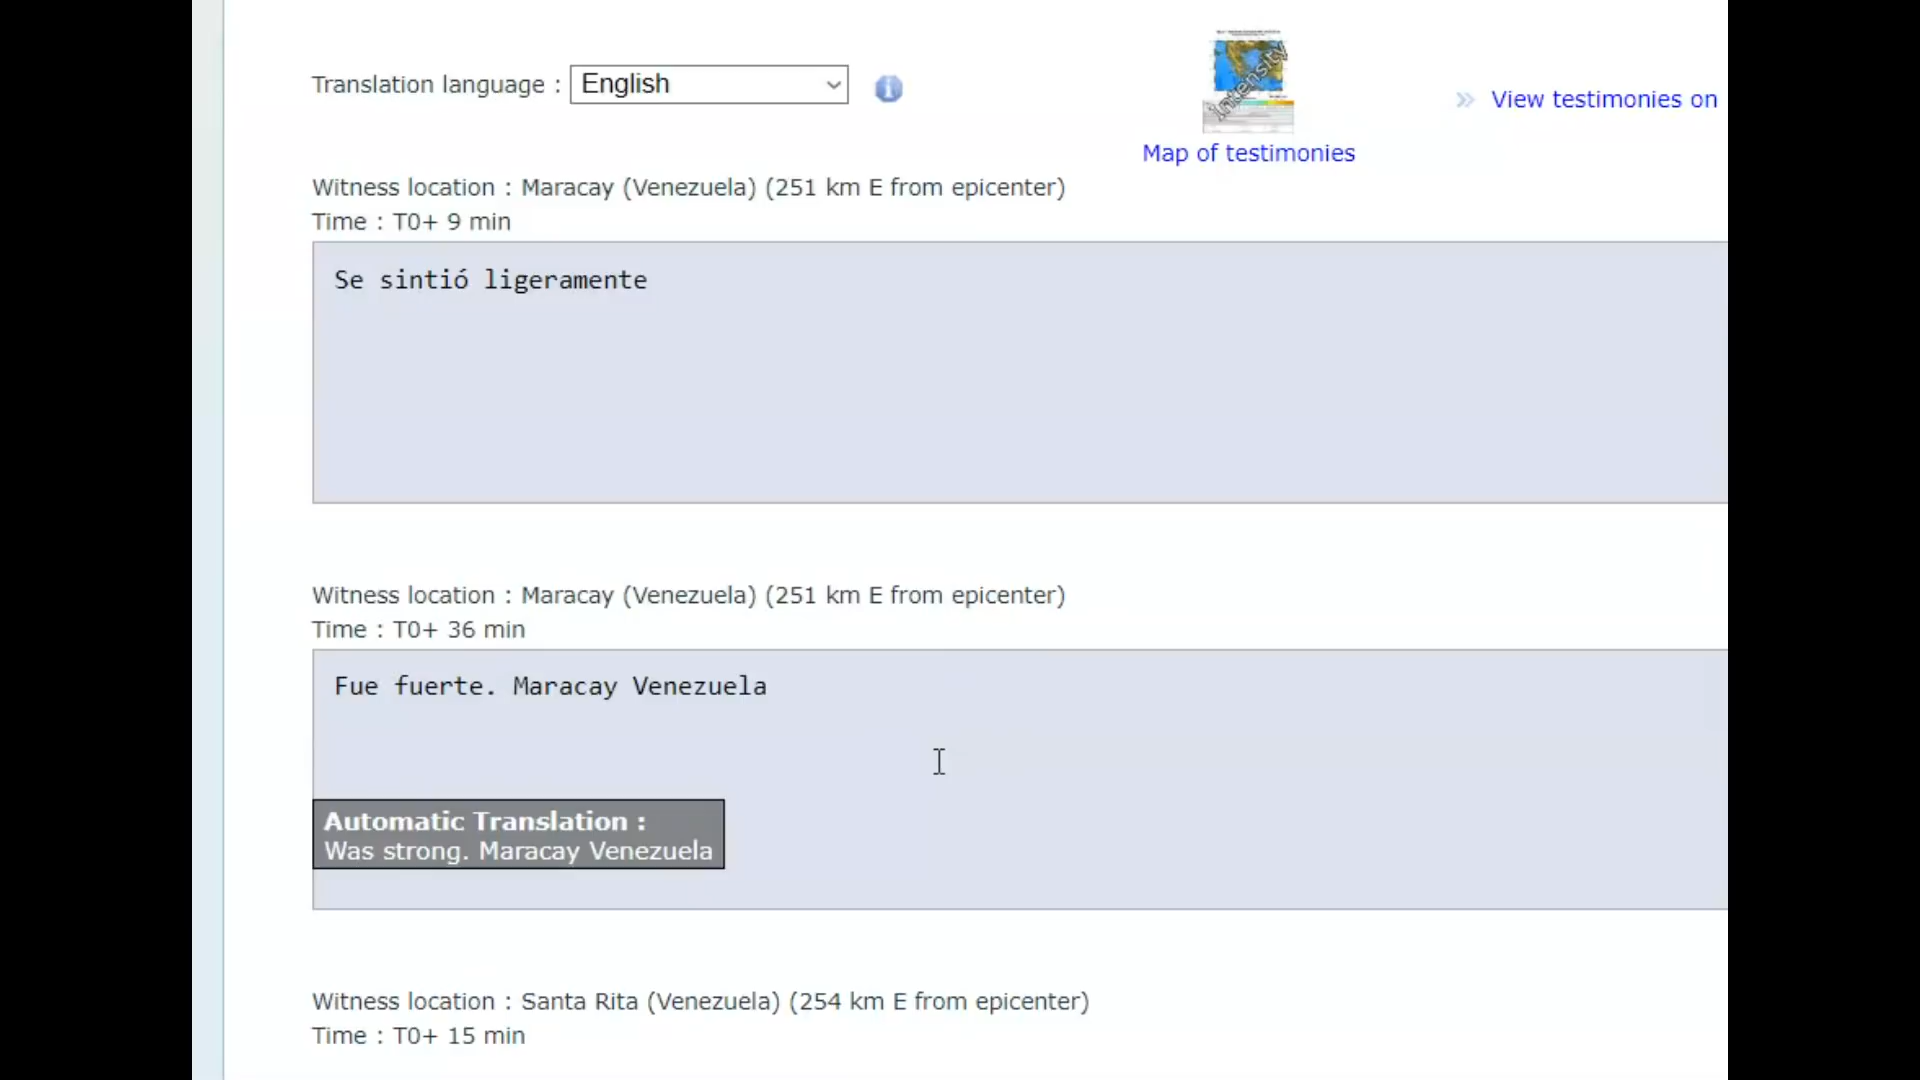 Translation language : English
intensity
View testimonies on
Map of testimonies
Witness location : Maracay (Venezuela) (251 km E from epicenter)
Time : T0+ 9 min
Se sintió ligeramente
Witness location : Maracay (Venezuela) (251 km E from epicenter)
Time : T0+ 36 min
Fue fuerte. Maracay Venezuela
Automatic Translation :
Was strong. Maracay Venezuela
Witness location : Santa Rita (Venezuela) (254 km E from epicenter)
Time : T0+ 15 min